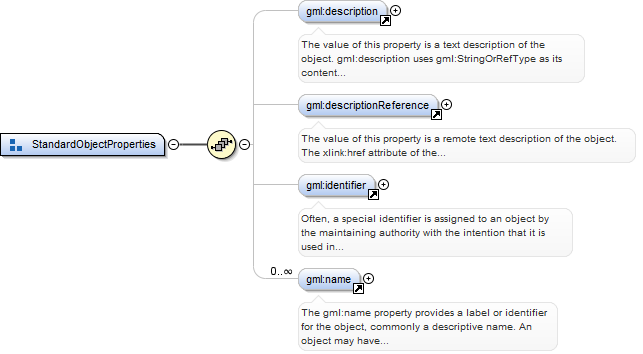 gml:description
The value of this property is a text description of the
object. gml:description uses gml:StringOrRefType as its
content...
gml:descriptionReference
The value of this property is a remote text description of the object.
The xlink:href attribute of the...
StandardObjectProperties
gml:identifier
Often, a special identifier is assigned to an object by
the maintaining authority with the intention that it is
used in...
0..∞
gml:name
The gml:name property provides a label or identifier
for the object, commonly a descriptive name. An
object may have...